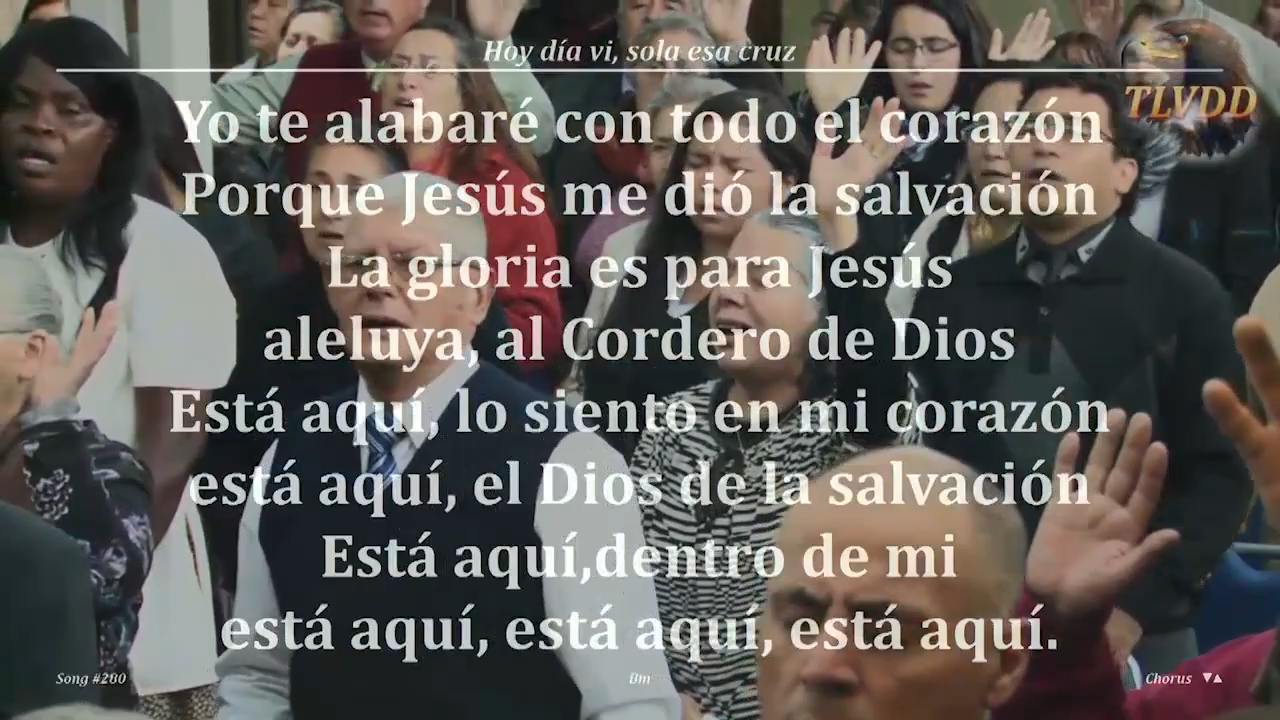 Hoy día vi, sola esa cruz
TLVDD
Yo te alabaré con todo el corazón
Porque Jesús me dió la salvación
La gloria es para Jesús
aleluya, al Cordero de Dios
Está aquí, lo siento en mi corazón
está aquí, el Dios de la salvación
Está aquí,dentro de mi
está aquí, está aquí, está aquí.
Song #280
Bm
Chorus ▼▲